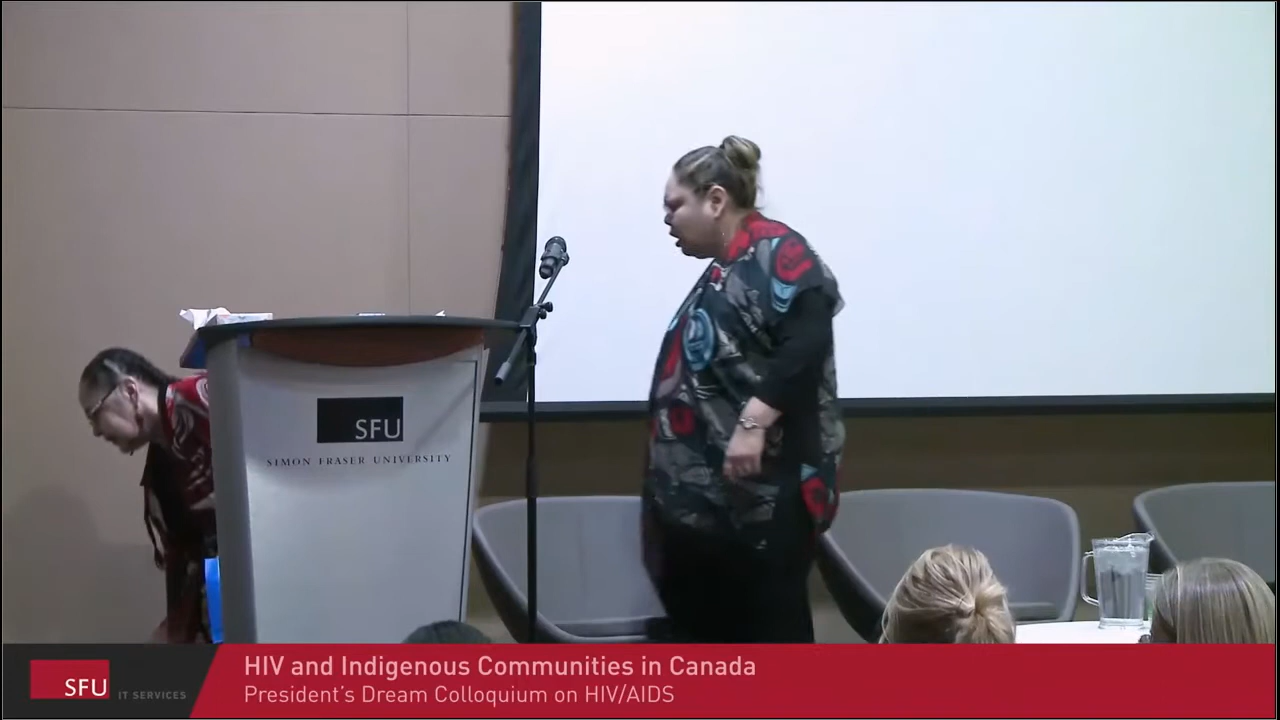 SFU
SIMON FRASER UNIVERSITY
SFU IT SERVICES
HIV and Indigenous Communities in Canada
President's Dream Colloquium on HIV/AIDS